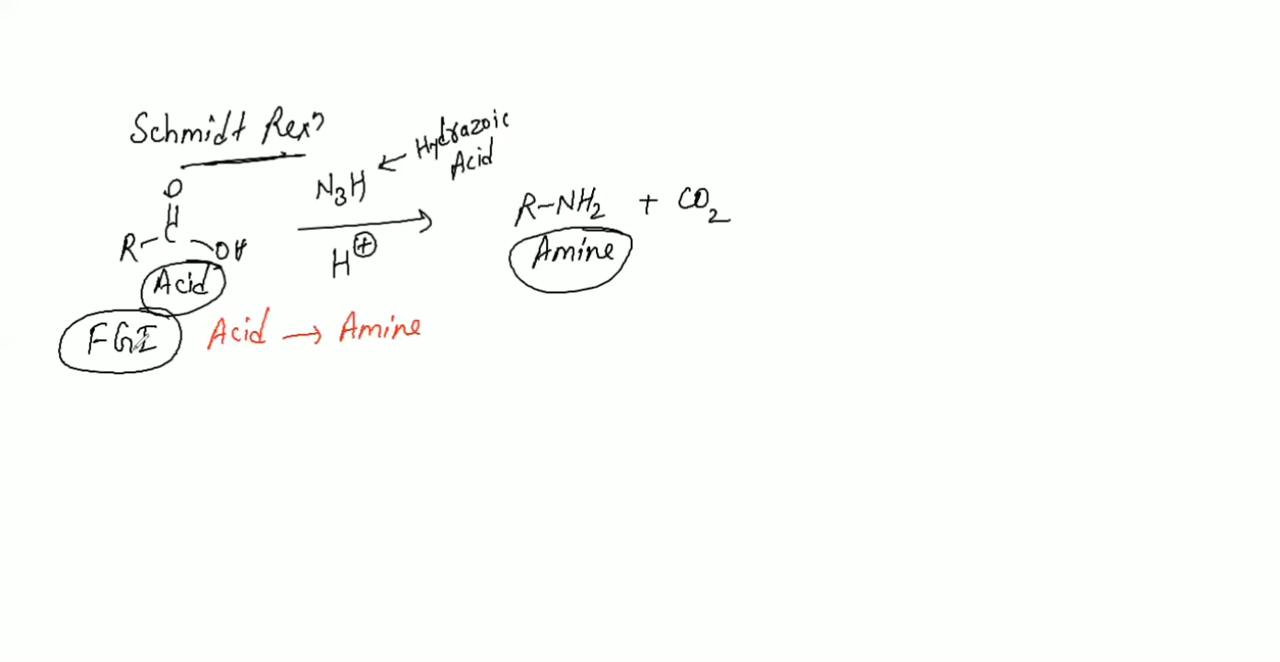 Schmidt Rexⁿ
N₃H ← Hydrazoic Acid
O
||
R–C–OH
H⊕
R–NH₂ + CO₂
Acid
Amine
FGI Acid → Amine